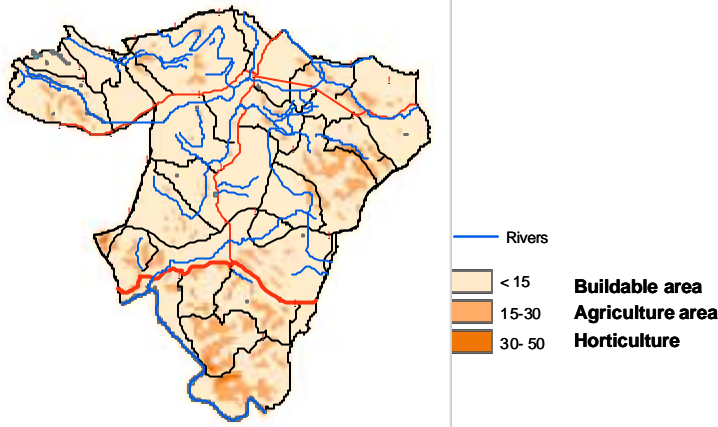 Rivers
< 15 Buildable area
15-30 Agriculture area
30- 50 Horticulture